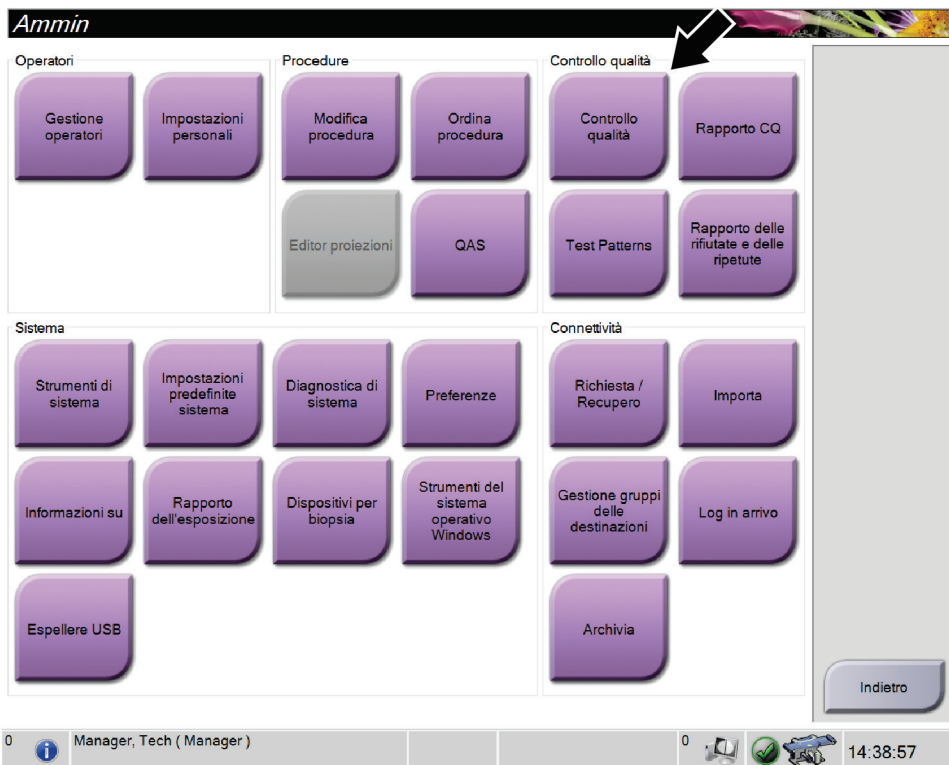 Ammin
Operatori
Procedure
Controllo qualità
Gestione
operatori
Impostazioni
personali
Modifica
procedura
Ordina
procedura
Controllo
qualità
Rapporto CQ
Editor proiezioni
QAS
Test Patterns
Rapporto delle
rifiutate e delle
ripetute
Sistema
Connettività
Strumenti di
sistema
Impostazioni
predefinite
sistema
Diagnostica di
sistema
Preferenze
Richiesta /
Recupero
Importa
Informazioni su
Rapporto
dell'esposizione
Dispositivi per
biopsia
Strumenti del
sistema
operativo
Windows
Gestione gruppi
delle
destinazioni
Log in arrivo
Espellere USB
Archivia
Indietro
0
Manager, Tech ( Manager )
0
14:38:57